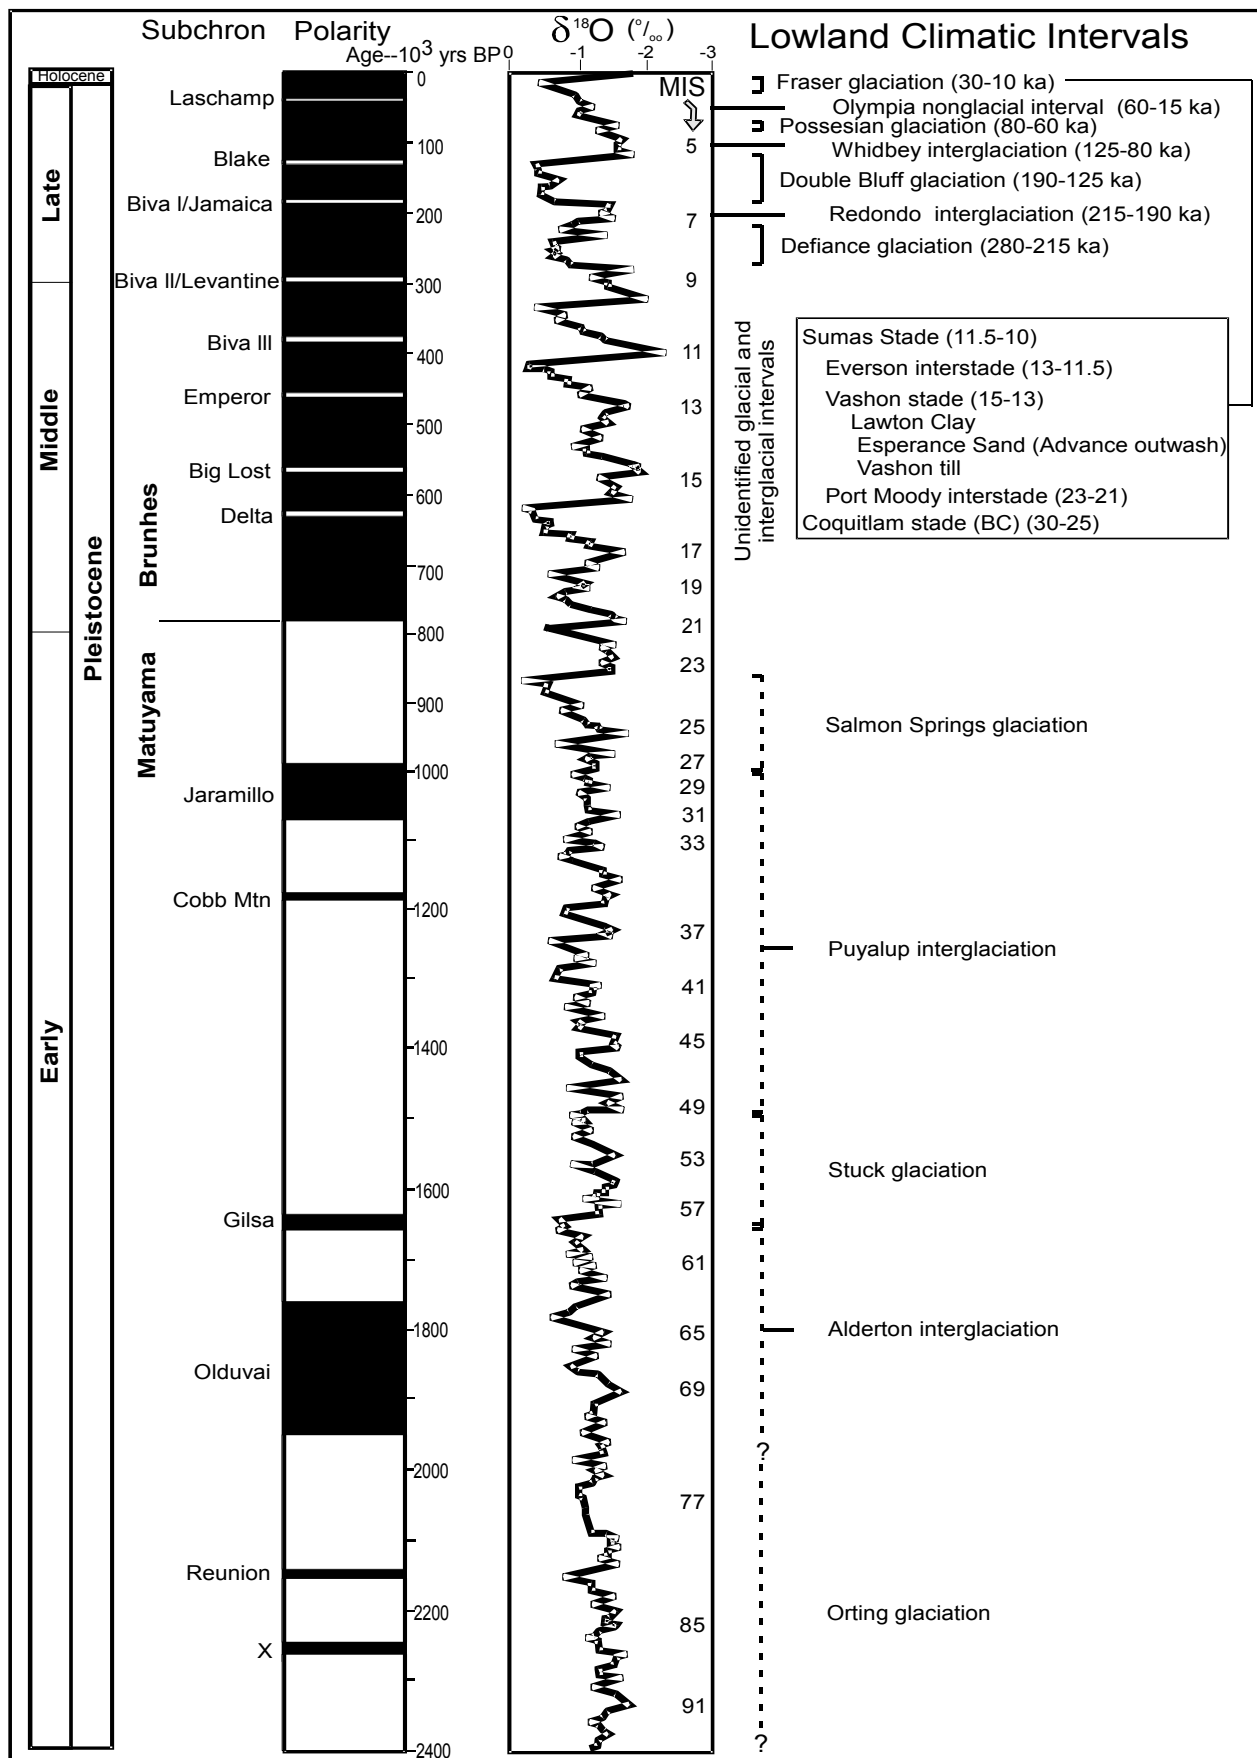 Subchron
Polarity
Age--10³ yrs BP
δ¹⁸O (°/₀₀)
0
-1
-2
-3
Lowland Climatic Intervals
Holocene
Late
Middle
Early
Pleistocene
Brunhes
Matuyama
Laschamp
Blake
Biva I/Jamaica
Biva II/Levantine
Biva III
Emperor
Big Lost
Delta
Jaramillo
Cobb Mtn
Gilsa
Olduvai
Reunion
X
0
100
200
300
400
500
600
700
800
900
1000
1200
1400
1600
1800
2000
2200
2400
MIS
5
7
9
11
13
15
17
19
21
23
25
27
29
31
33
37
41
45
49
53
57
61
65
69
77
85
91
Fraser glaciation (30-10 ka)
Olympia nonglacial interval (60-15 ka)
Possesian glaciation (80-60 ka)
Whidbey interglaciation (125-80 ka)
Double Bluff glaciation (190-125 ka)
Redondo interglaciation (215-190 ka)
Defiance glaciation (280-215 ka)
Unidentified glacial and
interglacial intervals
Sumas Stade (11.5-10)
Everson interstade (13-11.5)
Vashon stade (15-13)
Lawton Clay
Esperance Sand (Advance outwash)
Vashon till
Port Moody interstade (23-21)
Coquitlam stade (BC) (30-25)
Salmon Springs glaciation
Puyalup interglaciation
Stuck glaciation
Alderton interglaciation
?
Orting glaciation
?